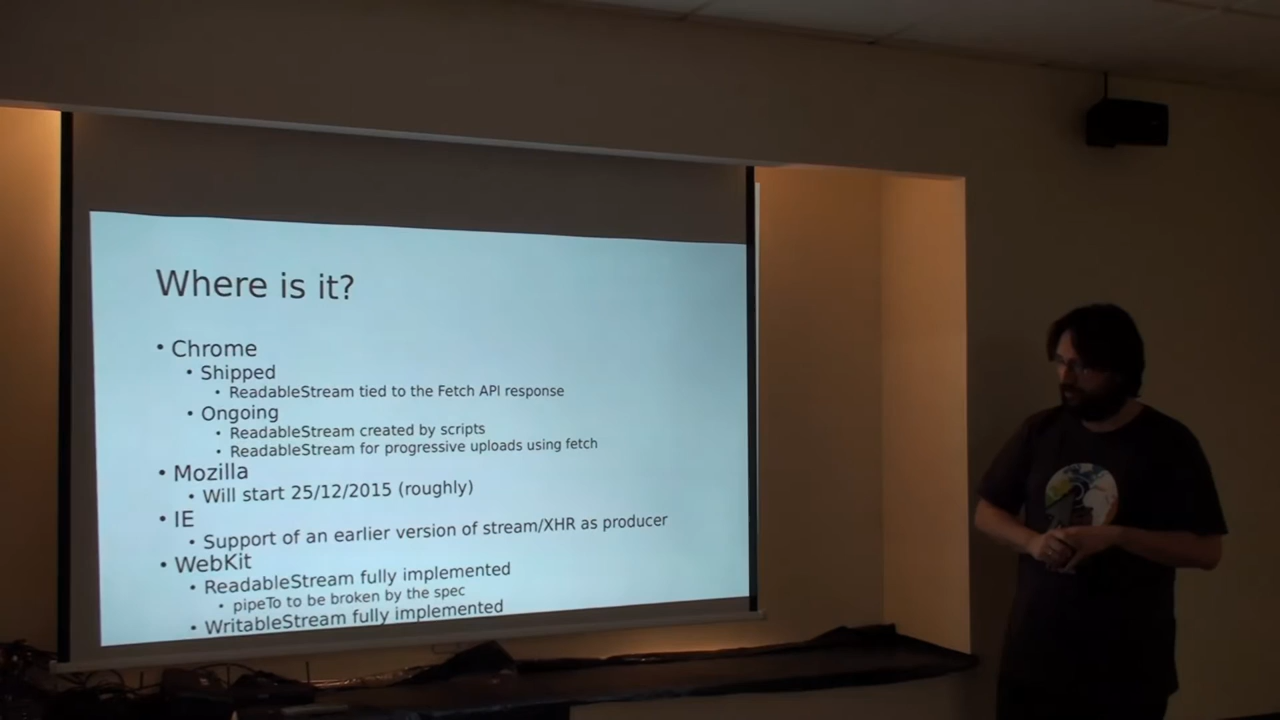 Where is it?
• Chrome
• Shipped
• ReadableStream tied to the Fetch API response
• Ongoing
• ReadableStream created by scripts
• ReadableStream for progressive uploads using fetch
• Mozilla
• Will start 25/12/2015 (roughly)
• IE
• Support of an earlier version of stream/XHR as producer
• WebKit
• ReadableStream fully implemented
• pipeTo to be broken by the spec
• WritableStream fully implemented